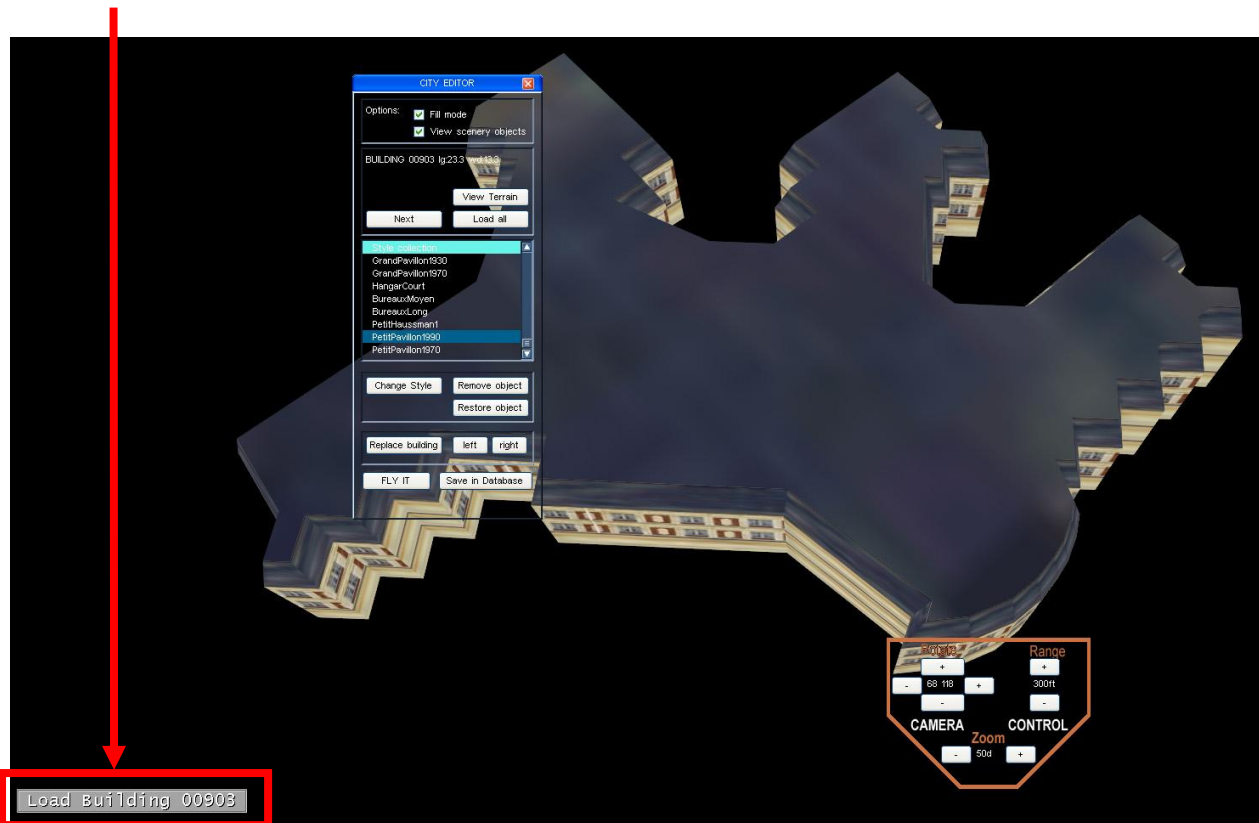 CITY EDITOR
Options: Fill mode
View scenery objects
BUILDING 00903 lg:23.3 wd:13.3
View Terrain
Next Load all
Style collection
GrandPavillon1930
GrandPavillon1970
HangarCourt
BureauxMoyen
BureauxLong
PetitHaussman1
PetitPavillon1990
PetitPavillon1970
Change Style Remove object
Restore object
Replace building left right
FLY IT Save in Database
Rotate Range
+ +
- 68 118 + 300ft
- -
CAMERA CONTROL
Zoom
- 50d +
Load Building 00903